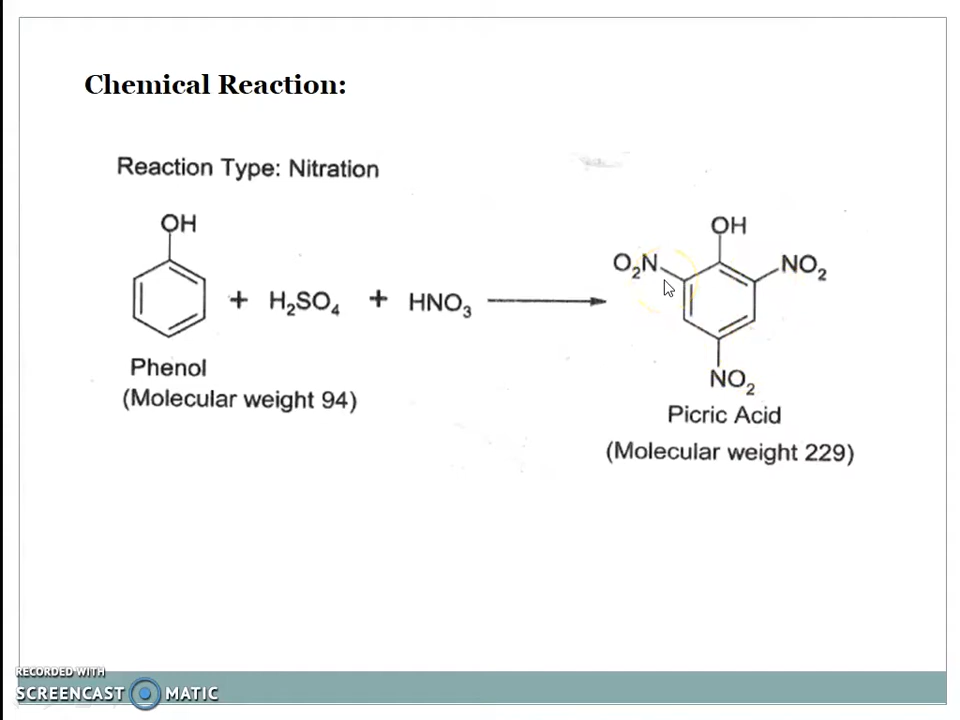 Chemical Reaction:
Reaction Type: Nitration
OH
+ H₂SO₄ + HNO₃
Phenol
(Molecular weight 94)
OH
O₂N
NO₂
NO₂
Picric Acid
(Molecular weight 229)
RECORDED WITH
SCREENCAST MATIC